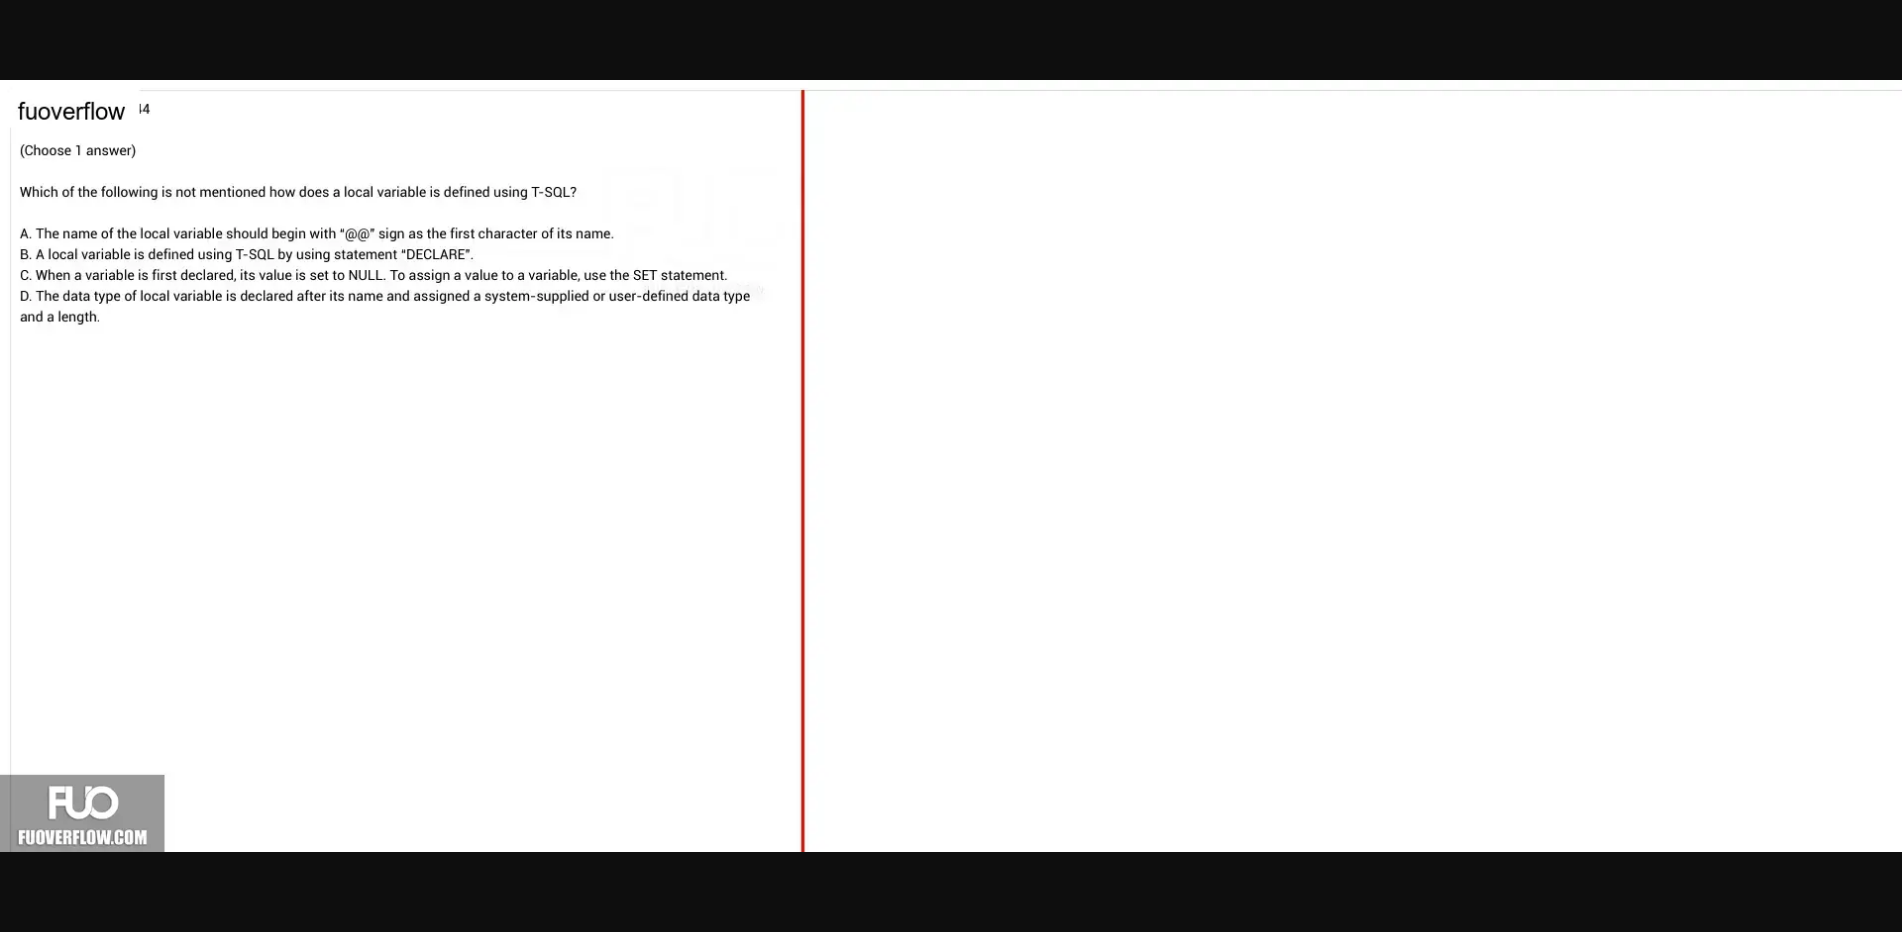 fuoverflow 44
(Choose 1 answer)
Which of the following is not mentioned how does a local variable is defined using T-SQL?
A. The name of the local variable should begin with “@@” sign as the first character of its name.
B. A local variable is defined using T-SQL by using statement “DECLARE”.
C. When a variable is first declared, its value is set to NULL. To assign a value to a variable, use the SET statement.
D. The data type of local variable is declared after its name and assigned a system-supplied or user-defined data type
and a length.
FUO
FUOVERFLOW.COM